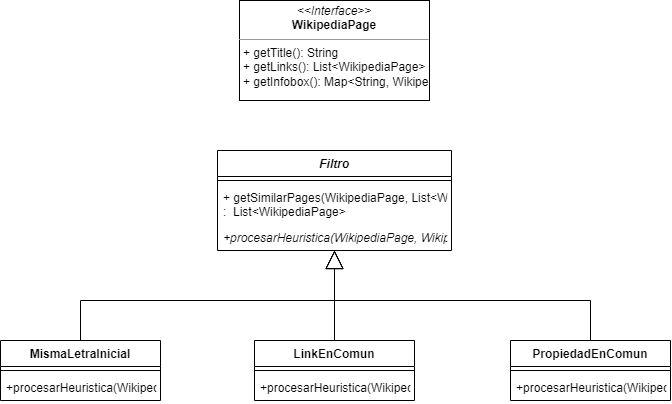 <<Interface>>
WikipediaPage
+ getTitle(): String
+ getLinks(): List<WikipediaPage>
+ getInfobox(): Map<String, Wikipe
Filtro
+ getSimilarPages(WikipediaPage, List<W
: List<WikipediaPage>
+procesarHeuristica(WikipediaPage, Wikip
MismaLetraInicial
+procesarHeuristica(Wikiped
LinkEnComun
+procesarHeuristica(Wikiped
PropiedadEnComun
+procesarHeuristica(Wikiped